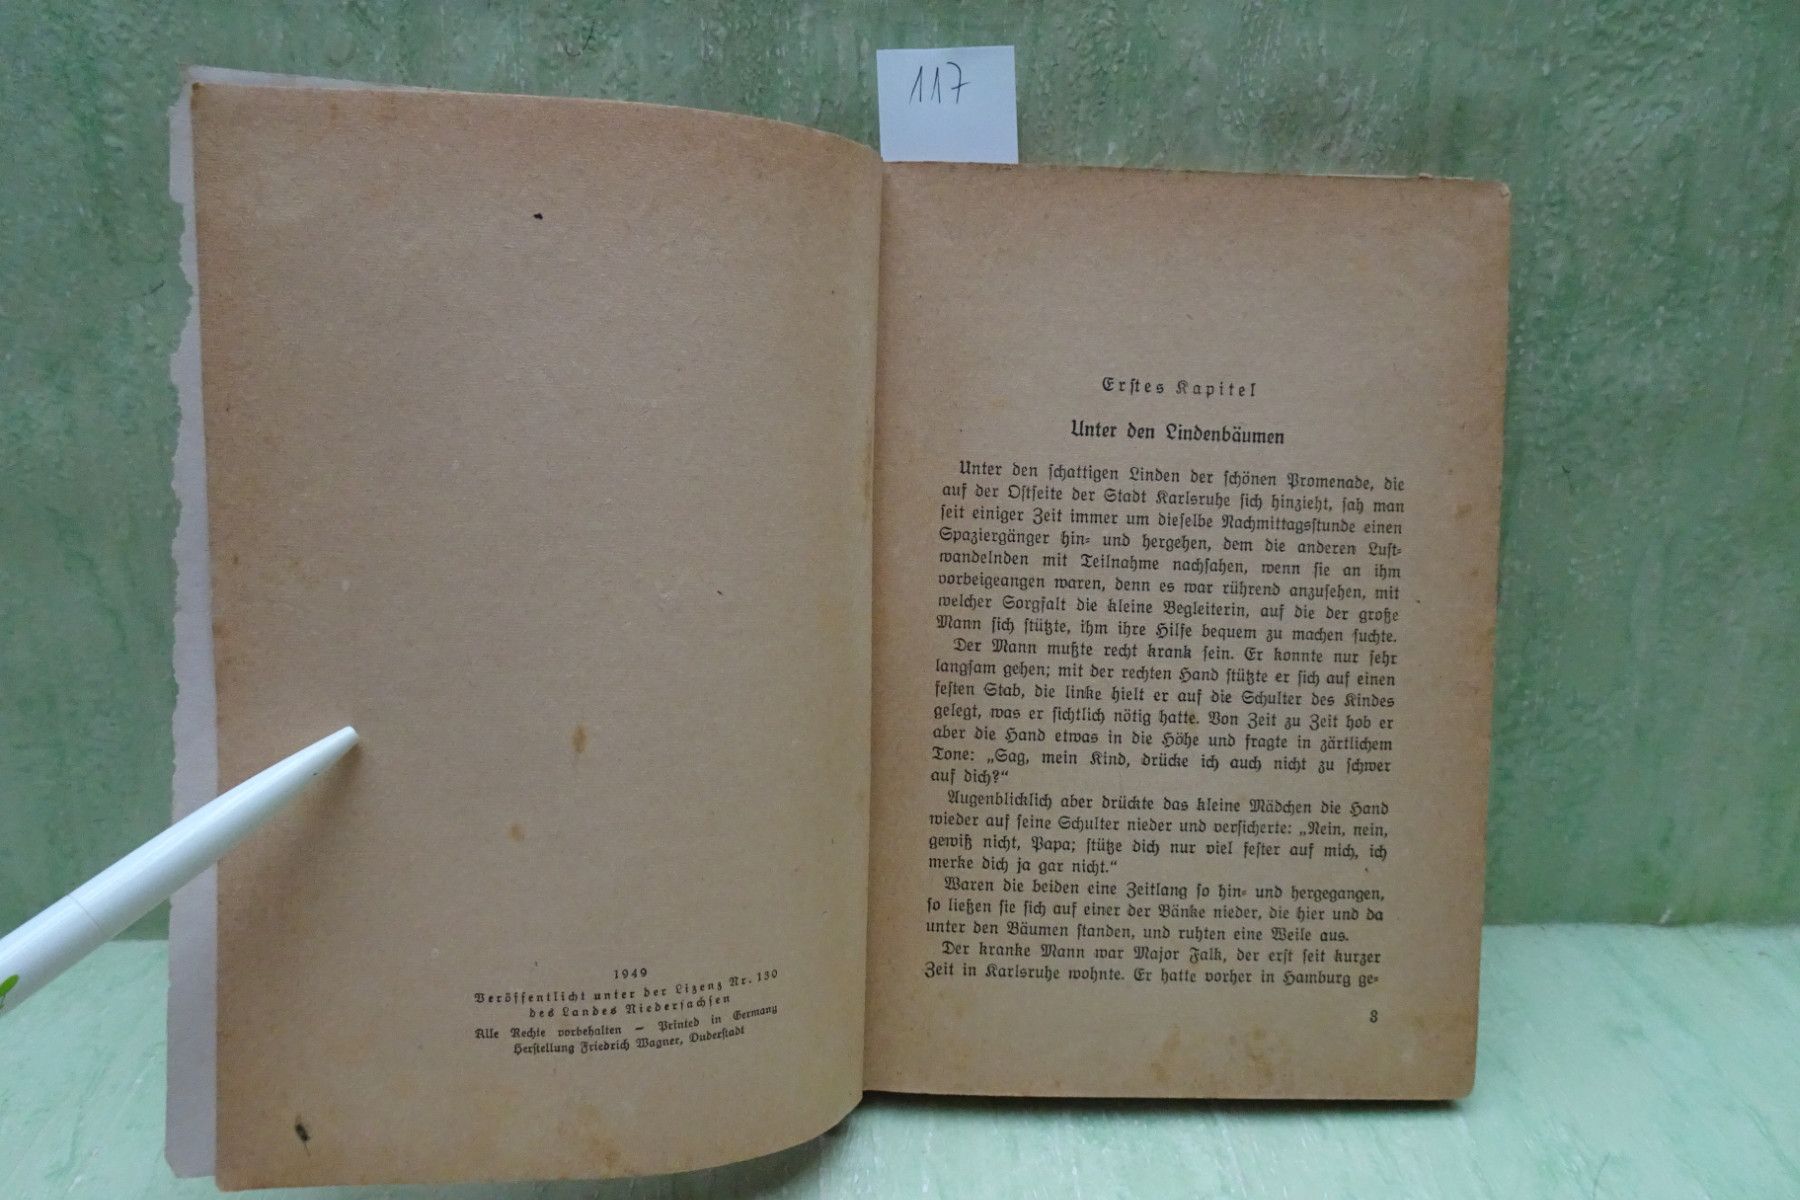 117
1949
Veröffentlicht unter der Lizenz Nr. 130
des Landes Niedersachsen
Alle Rechte vorbehalten — Printed in Germany
Herstellung Friedrich Wagner, Duderstadt
Erstes Kapitel
Unter den Lindenbäumen
Unter den schattigen Linden der schönen Promenade, die
auf der Ostseite der Stadt Karlsruhe sich hinzieht, sah man
seit einiger Zeit immer um dieselbe Nachmittagsstunde einen
Spaziergänger hin- und hergehen, dem die anderen Lust-
wandelnden mit Teilnahme nachsahen, wenn sie an ihm
vorbeigeangen waren, denn es war rührend anzusehen, mit
welcher Sorgfalt die kleine Begleiterin, auf die der große
Mann sich stützte, ihm ihre Hilfe bequem zu machen suchte.
Der Mann mußte recht krank sein. Er konnte nur sehr
langsam gehen; mit der rechten Hand stützte er sich auf einen
festen Stab, die linke hielt er auf die Schulter des Kindes
gelegt, was er sichtlich nötig hatte. Von Zeit zu Zeit hob er
aber die Hand etwas in die Höhe und fragte in zärtlichem
Tone: „Sag, mein Kind, drücke ich auch nicht zu schwer
auf dich?“
Augenblicklich aber drückte das kleine Mädchen die Hand
wieder auf seine Schulter nieder und versicherte: „Nein, nein,
gewiß nicht, Papa; stütze dich nur viel fester auf mich, ich
merke dich ja gar nicht.“
Waren die beiden eine Zeitlang so hin- und hergegangen,
so ließen sie sich auf einer der Bänke nieder, die hier und da
unter den Bäumen standen, und ruhten eine Weile aus.
Der kranke Mann war Major Falk, der erst seit kurzer
Zeit in Karlsruhe wohnte. Er hatte vorher in Hamburg ge-
3